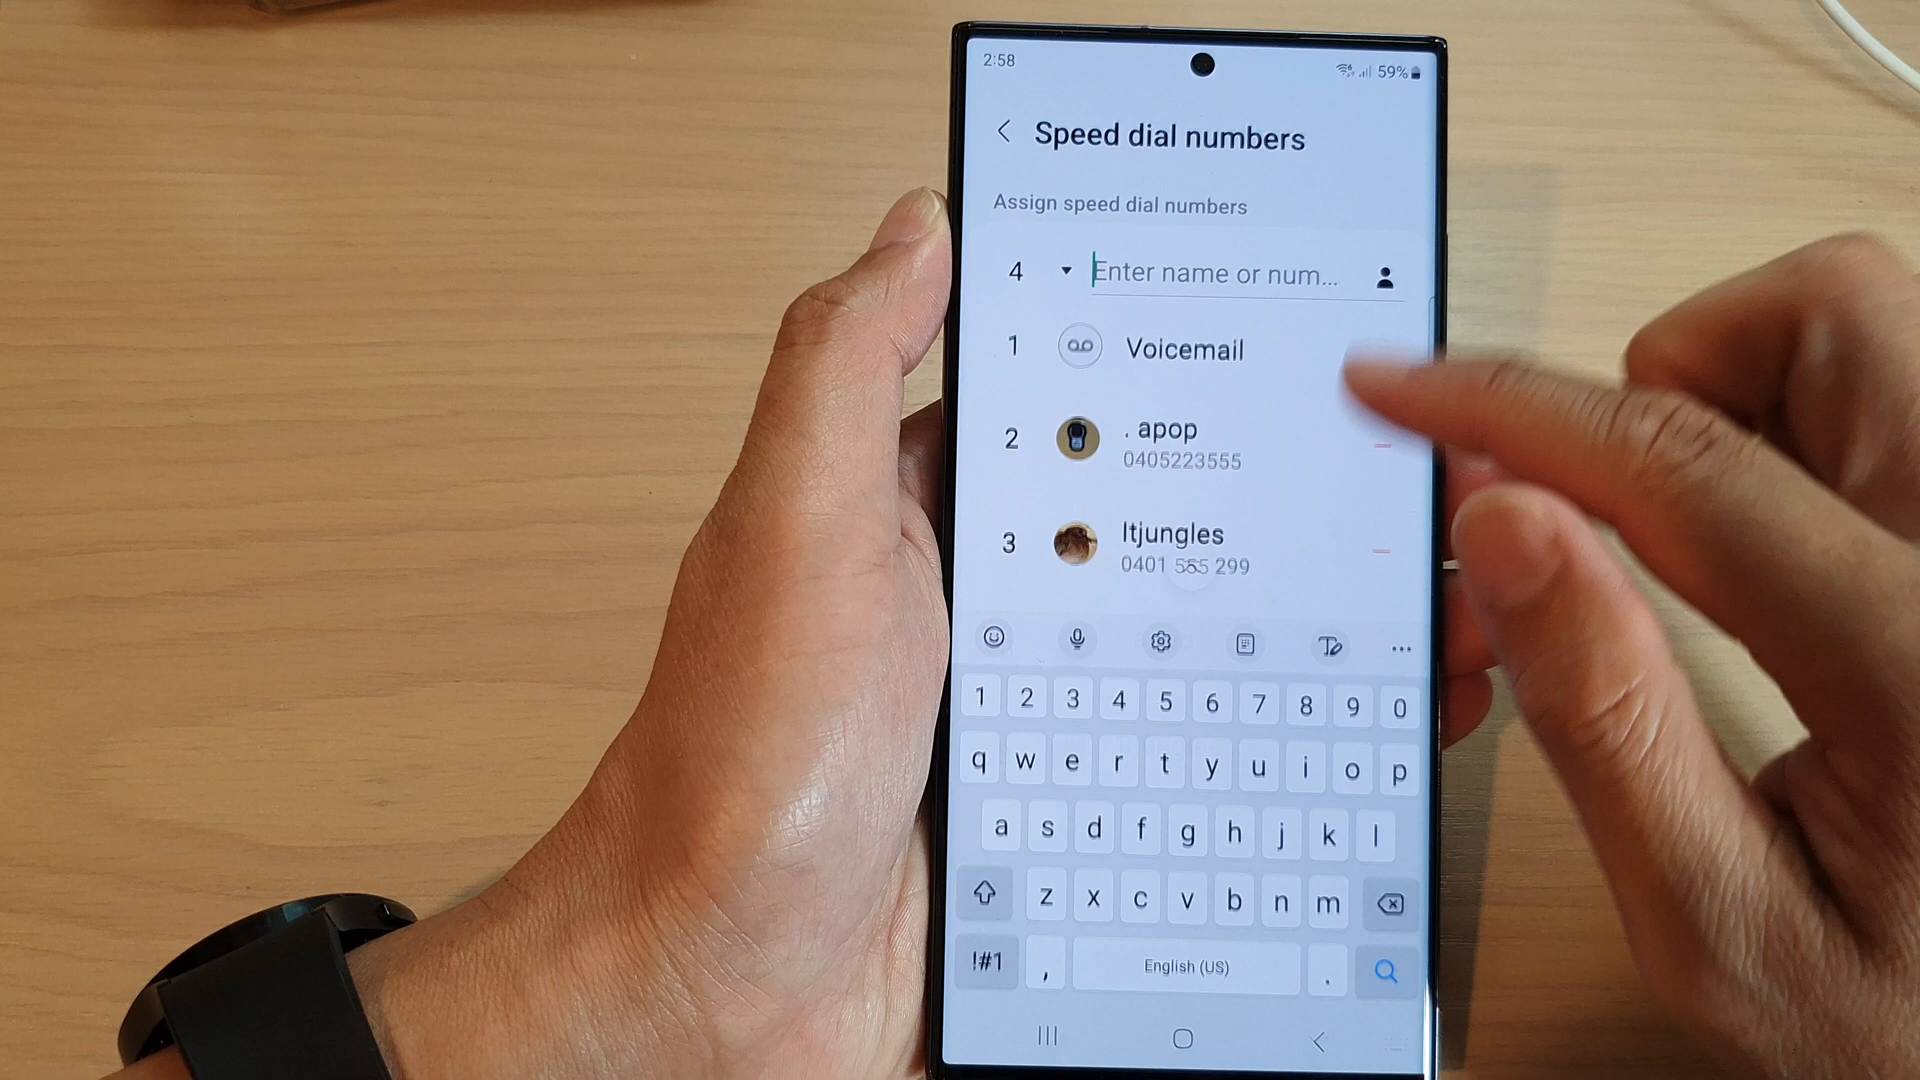 2:58 59%
Speed dial numbers
Assign speed dial numbers
4 Enter name or num...
1 Voicemail
2 . apop
0405223555
3 Itjungles
0401 555 299
1 2 3 4 5 6 7 8 9 0
q w e r t y u i o p
a s d f g h j k l
z x c v b n m
!#1 , English (US) .